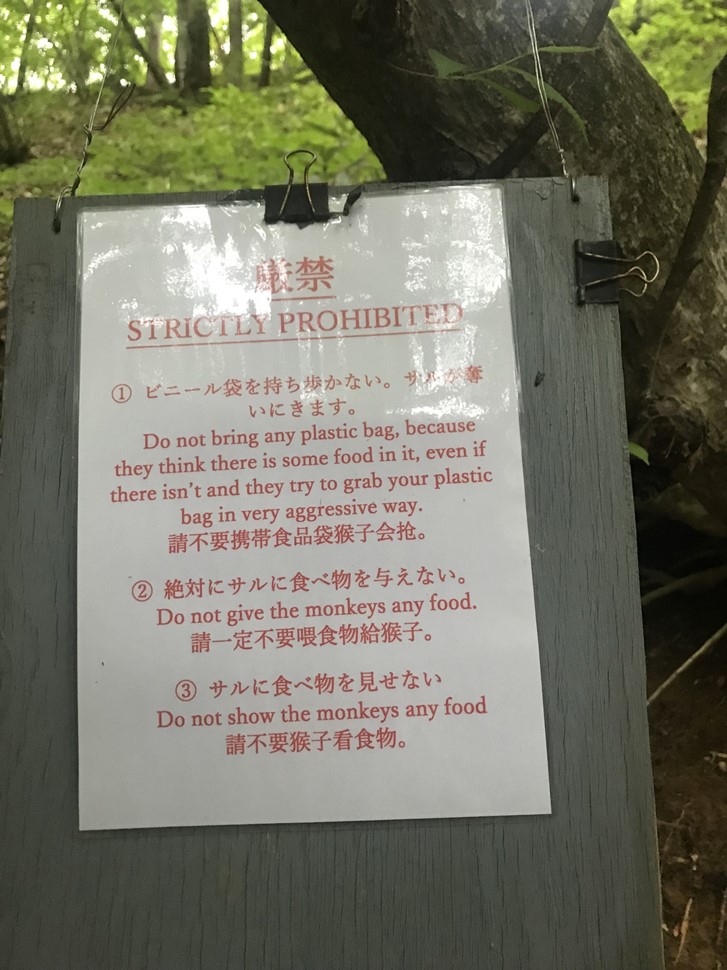 厳禁
STRICTLY PROHIBITED
① ビニール袋を持ち歩かない。サルが奪
いにきます。
Do not bring any plastic bag, because
they think there is some food in it, even if
there isn't and they try to grab your plastic
bag in very aggressive way.
請不要携帯食品袋猴子会抢。
② 絶対にサルに食べ物を与えない。
Do not give the monkeys any food.
請一定不要喂食物給猴子。
③ サルに食べ物を見せない
Do not show the monkeys any food
請不要猴子看食物。